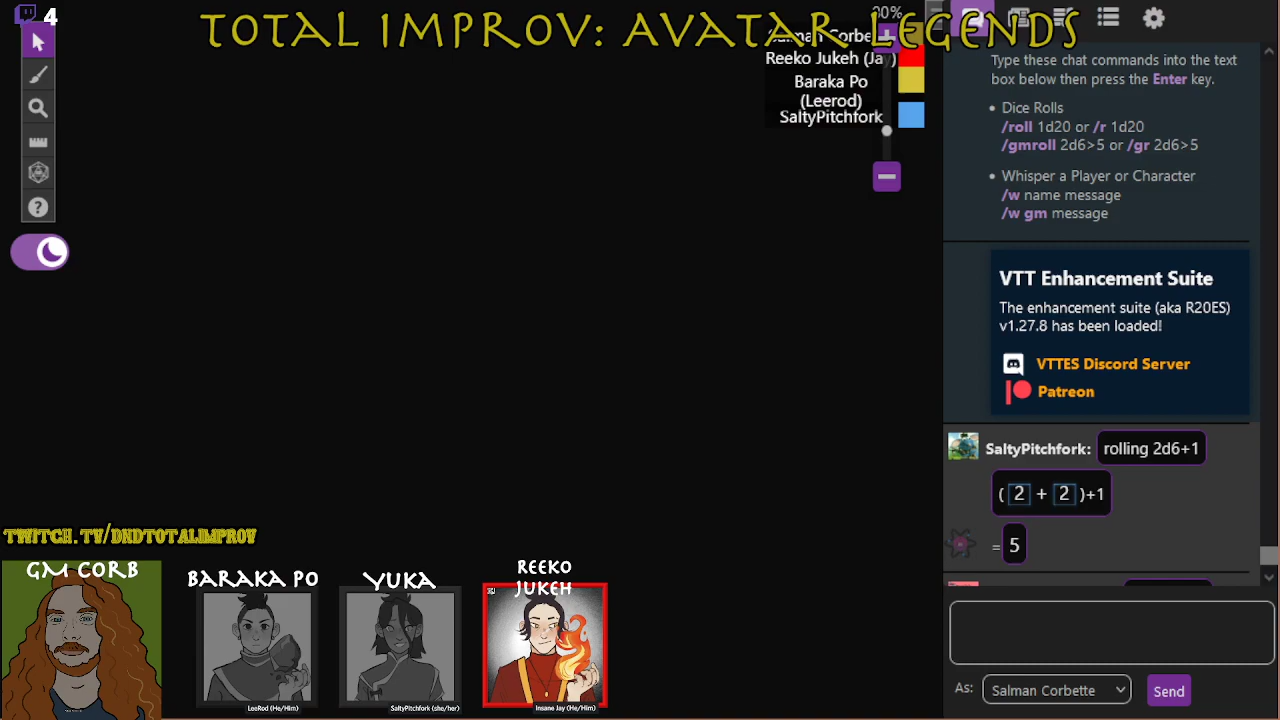 4
TOTAL IMPROV: AVATAR LEGENDS
Reeko Jukeh (Jay)
Baraka Po
(Leerod)
SaltyPitchfork
Type these chat commands into the text
box below then press the Enter key.
• Dice Rolls
/roll 1d20 or /r 1d20
/gmroll 2d6>5 or /gr 2d6>5
• Whisper a Player or Character
/w name message
/w gm message
VTT Enhancement Suite
The enhancement suite (aka R20ES)
v1.27.8 has been loaded!
VTTES Discord Server
Patreon
SaltyPitchfork: rolling 2d6+1
( 2 + 2 )+1
= 5
TWITCH.TV/DNDTOTALIMPROV
GM CORB
BARAKA PO
YUKA
REEKO
JUKEH
LeeRod (He/Him)
SaltyPitchfork (she/her)
Insane Jay (He/Him)
As:
Salman Corbette
Send